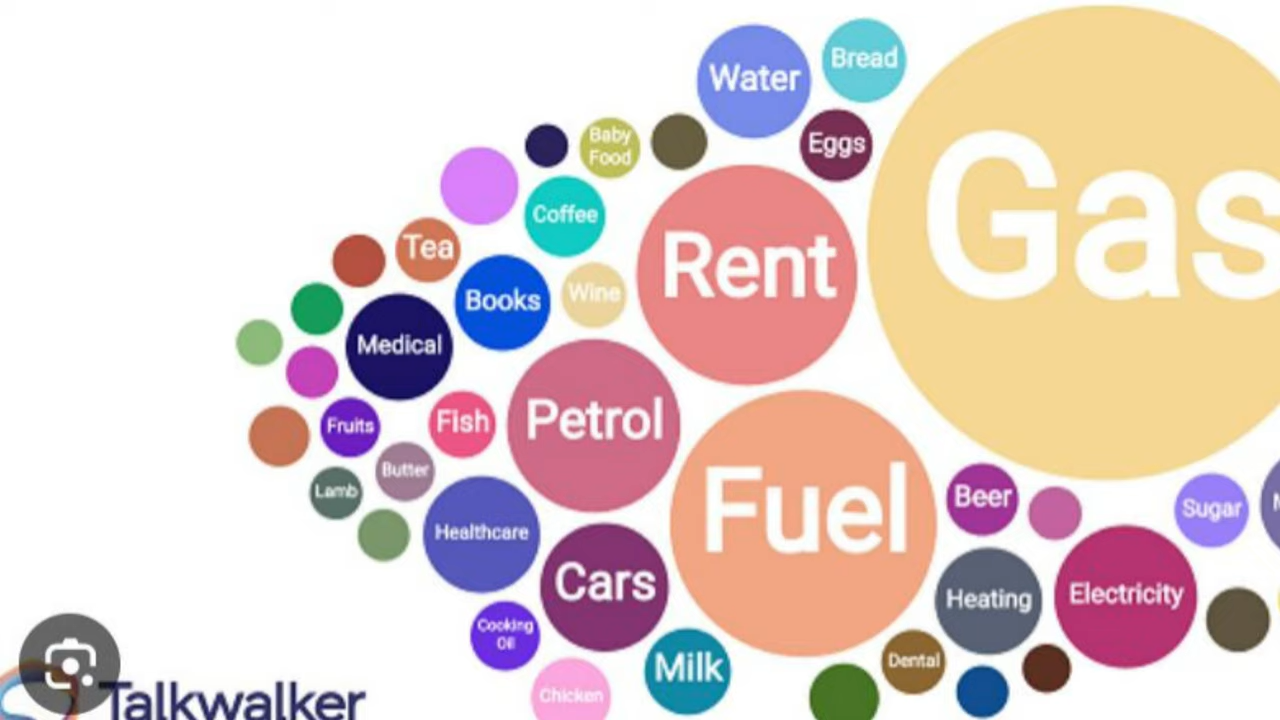 Water
Bread
Baby
Food
Eggs
Coffee
Tea
Rent
Gas
Books
Wine
Medical
Fruits
Fish
Petrol
Butter
Lamb
Fuel
Beer
Sugar
Healthcare
Cars
Heating
Electricity
Cooking
Oil
Milk
Dental
Chicken
Talkwalker